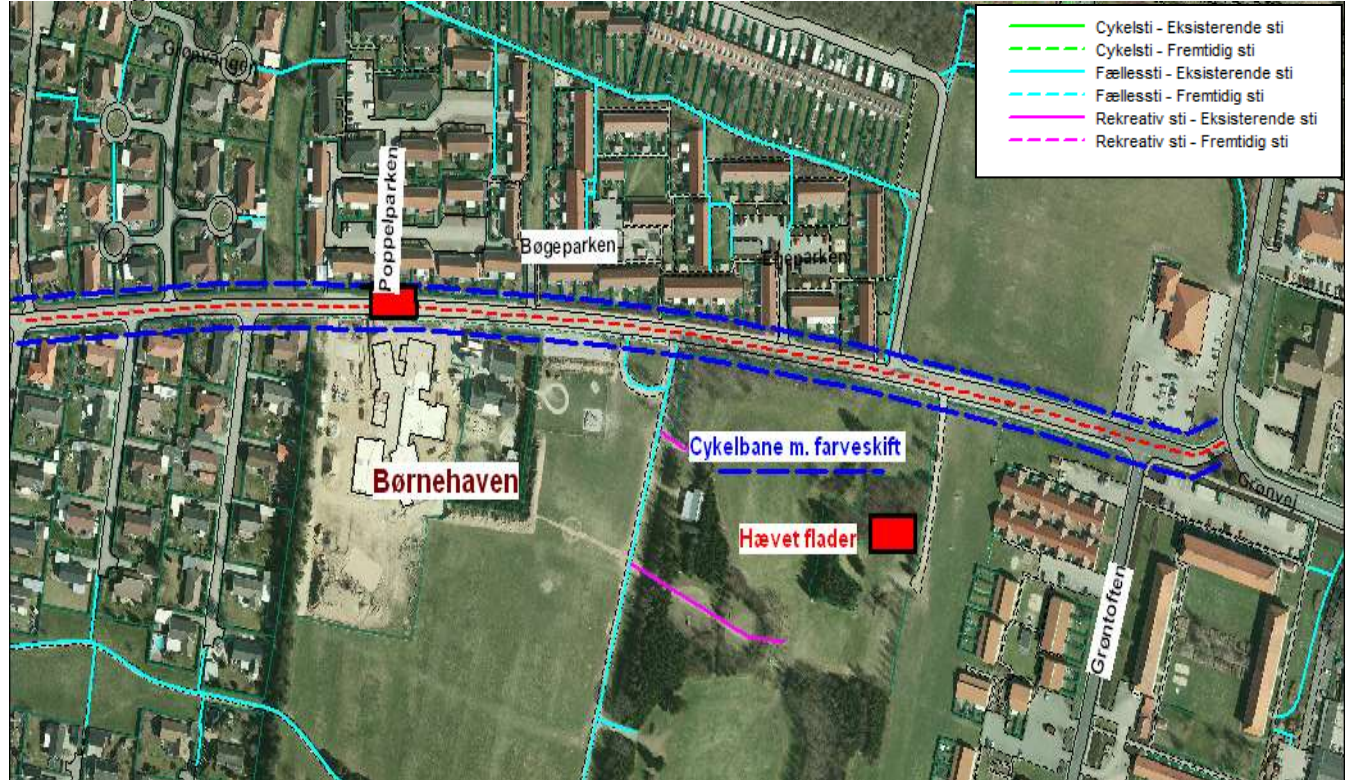 Cykelsti - Eksisterende sti
Cykelsti - Fremtidig sti
Fællessti - Eksisterende sti
Fællessti - Fremtidig sti
Rekreativ sti - Eksisterende sti
Rekreativ sti - Fremtidig sti
Poppelparken
Bøgeparken
Egeparken
Børnehaven
Cykelbane m. farveskift
Hævet flader
Granvej
Grøntoften